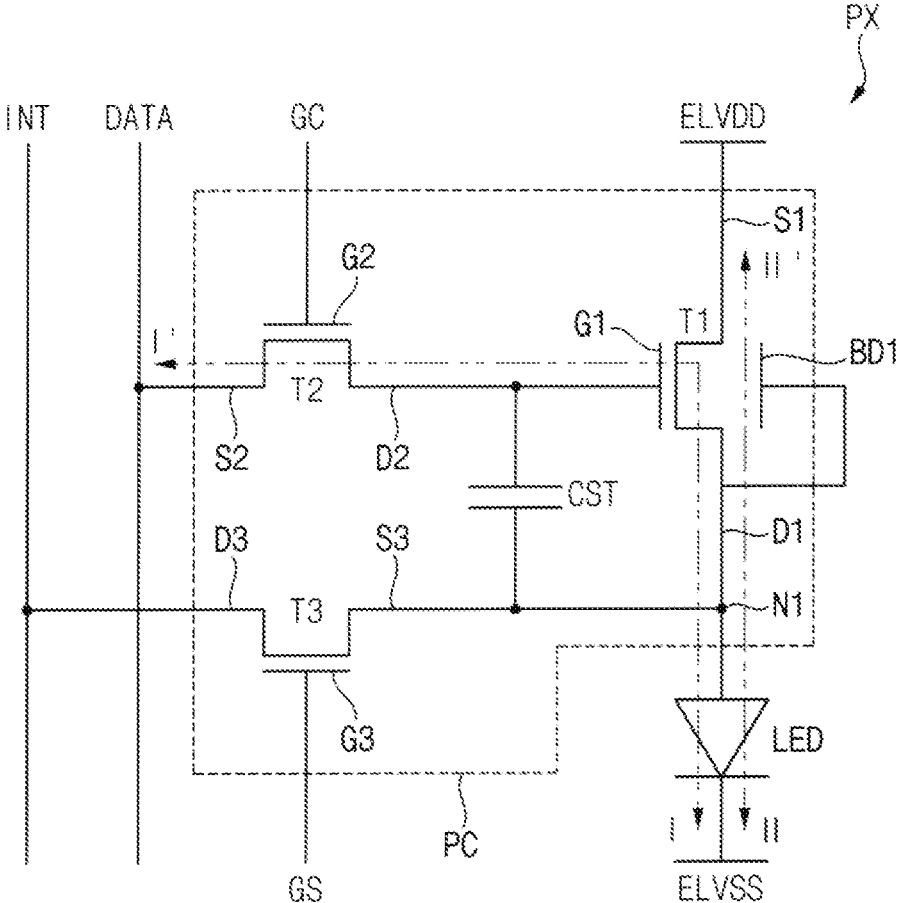 PX
INT DATA GC ELVDD
S1
G2
II'
G1 T1
I'
BD1
T2
S2 D2
CST
D3 S3 D1
T3 N1
G3 LED
I II
PC
GS ELVSS